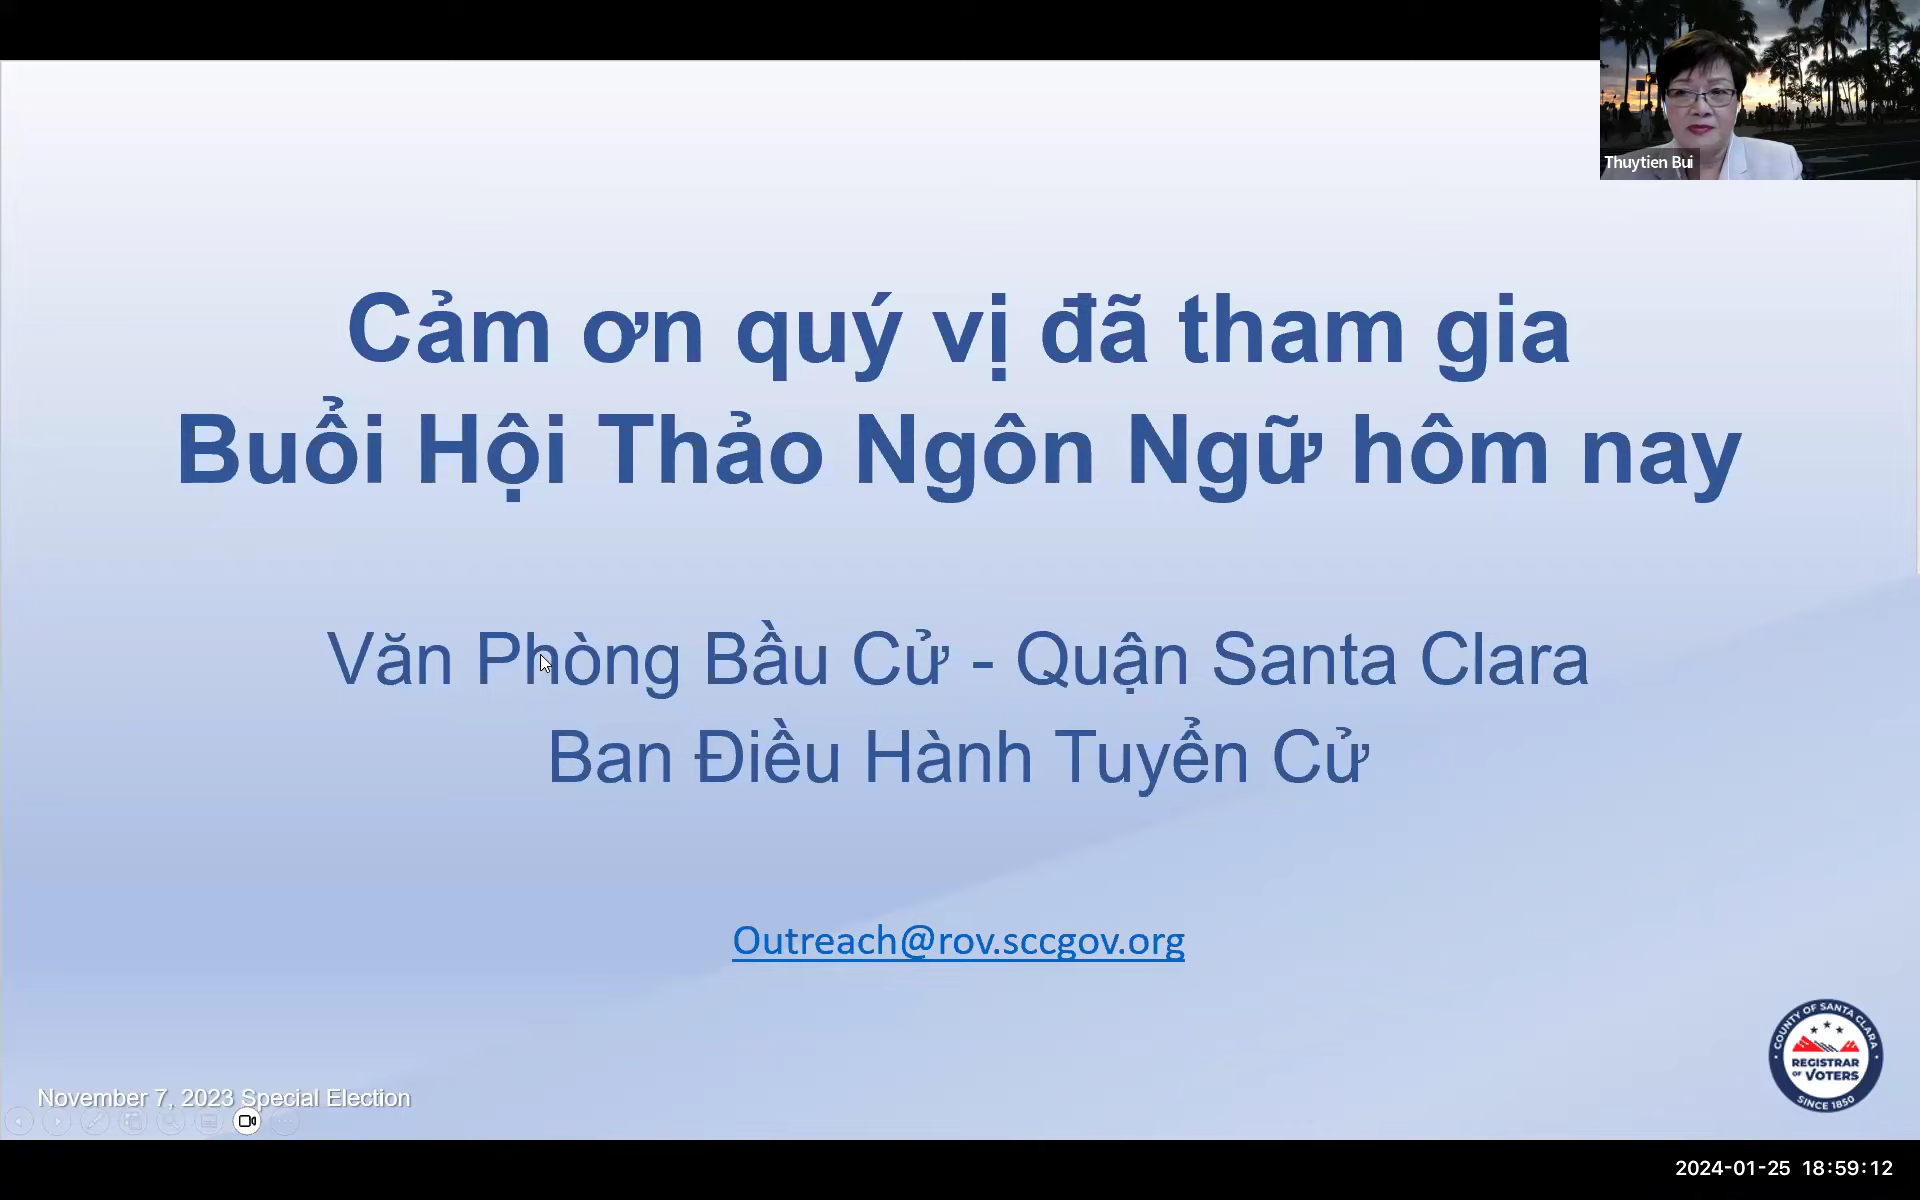 Thuytien Bui
Cảm ơn quý vị đã tham gia
Buổi Hội Thảo Ngôn Ngữ hôm nay
Văn Phòng Bầu Cử - Quận Santa Clara
Ban Điều Hành Tuyển Cử
Outreach@rov.sccgov.org
COUNTY OF SANTA CLARA
REGISTRAR
OF VOTERS
SINCE 1850
November 7, 2023 Special Election
2024-01-25 18:59:12